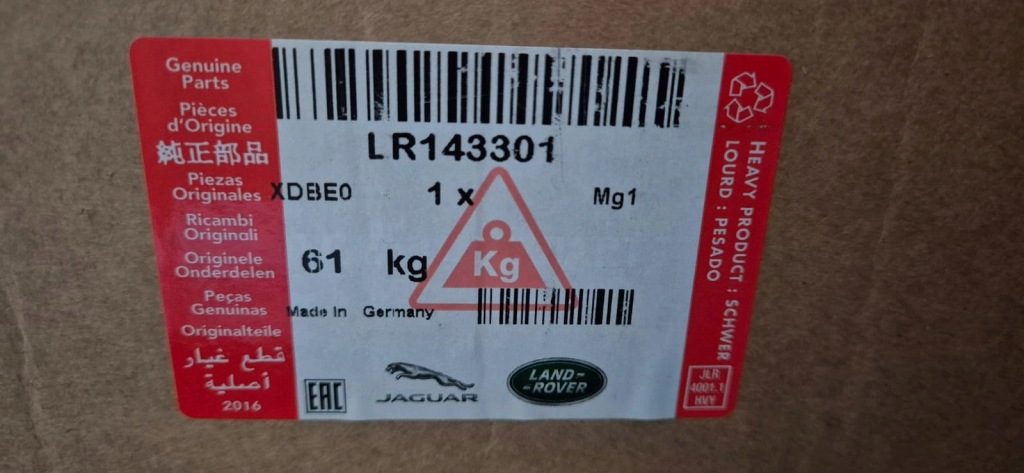 Genuine
Parts
Pièces
d'Origine
純正部品
Piezas
Originales
Ricambi
Originali
Originele
Onderdelen
Peças
Genuinas
Originalteile
قطع غيار
أصلية
2016
LR143301
XDBE0 1 x Mg1
61 kg
Kg
Made In Germany
EAC
JAGUAR
LAND-
-ROVER
HEAVY PRODUCT : SCHWER
LOURD : PESADO
JLR
4001.1
HVY